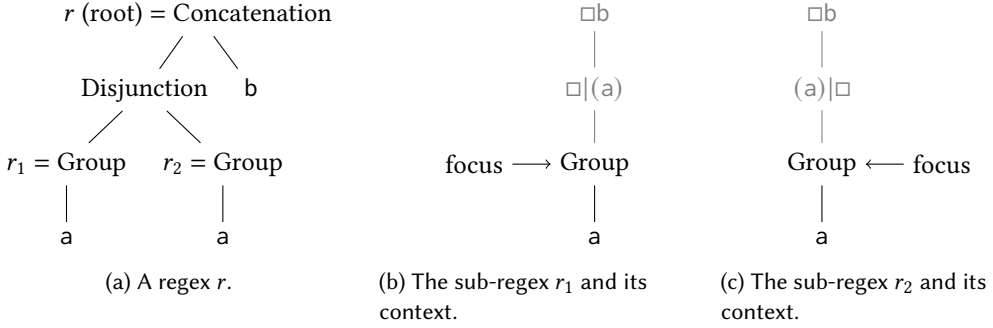 r (root) = Concatenation
Disjunction b
r₁ = Group r₂ = Group
a a
(a) A regex r.
□b
□|(a)
focus → Group
a
(b) The sub-regex r₁ and its
context.
□b
(a)|□
Group ← focus
a
(c) The sub-regex r₂ and its
context.